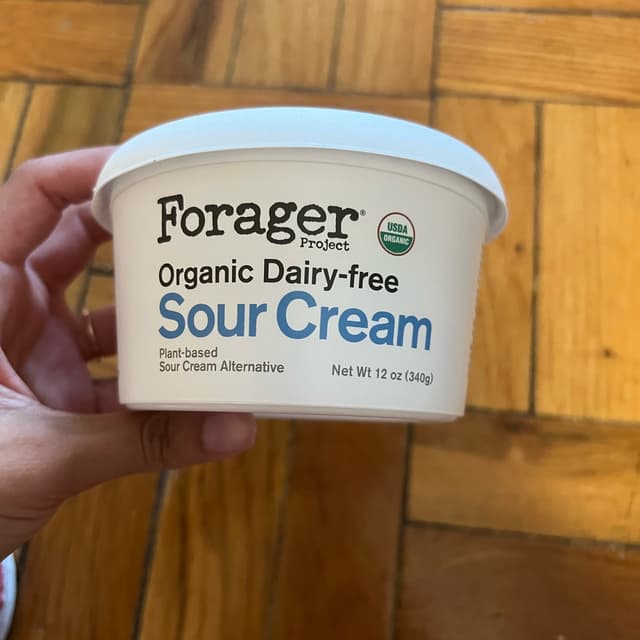 Forager®
Project
USDA
ORGANIC
Organic Dairy-free
Sour Cream
Plant-based
Sour Cream Alternative
Net Wt 12 oz (340g)